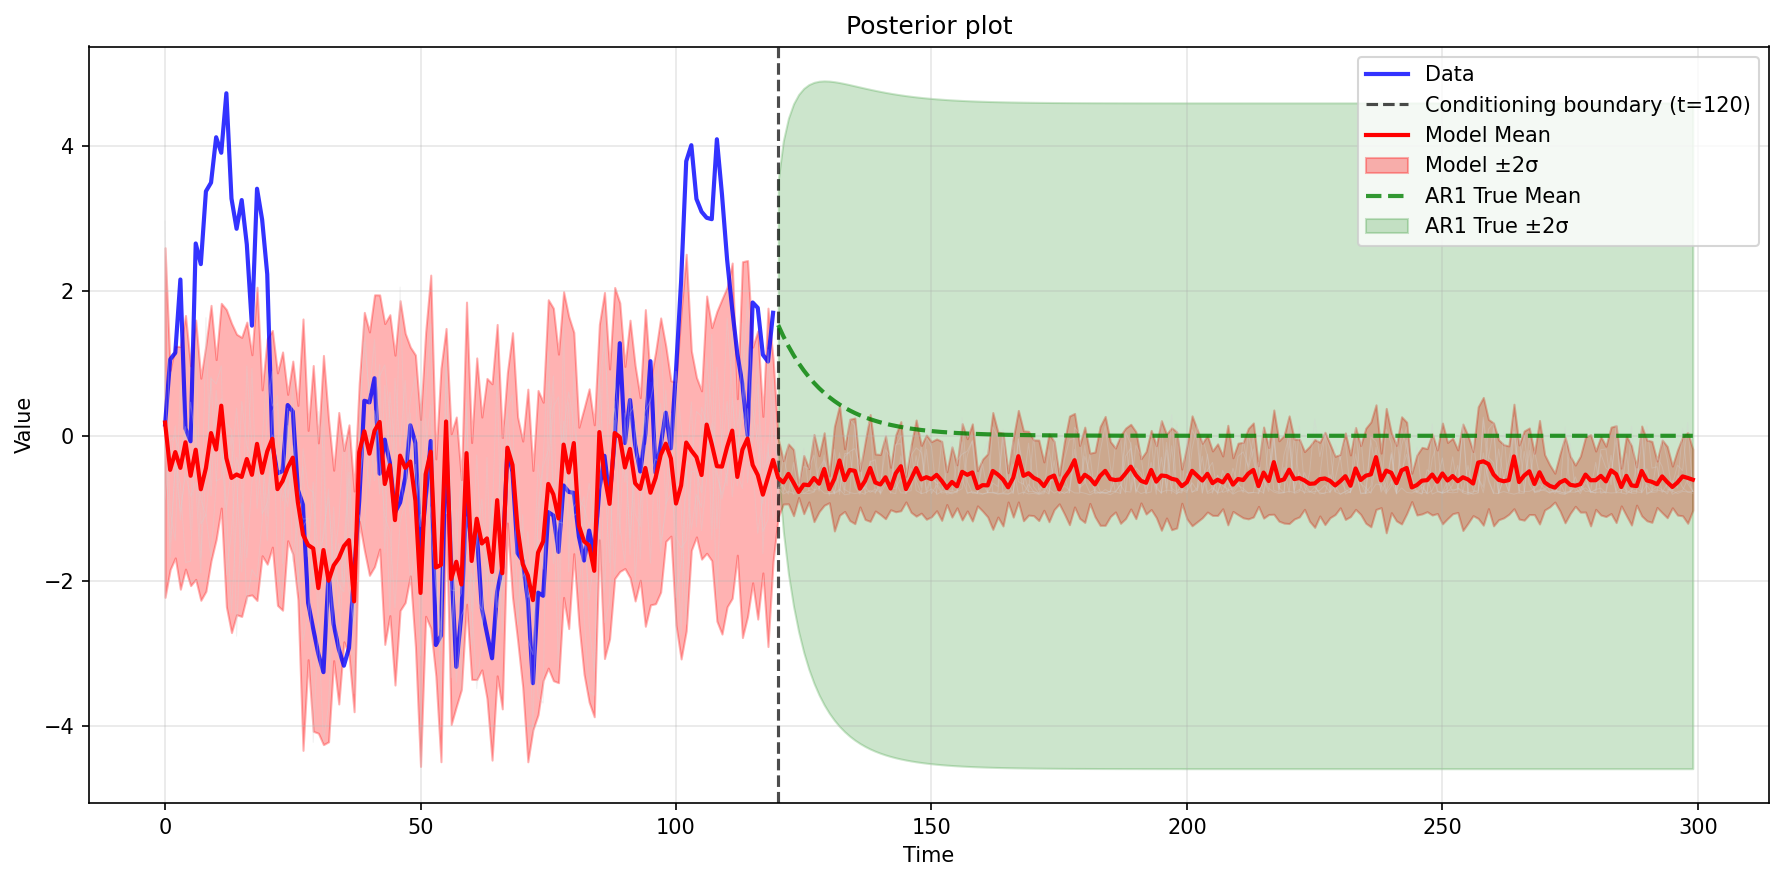 Posterior plot
Data
Conditioning boundary (t=120)
Model Mean
Model ±2σ
AR1 True Mean
AR1 True ±2σ
Value
4
2
0
−2
−4
0 50 100 150 200 250 300
Time